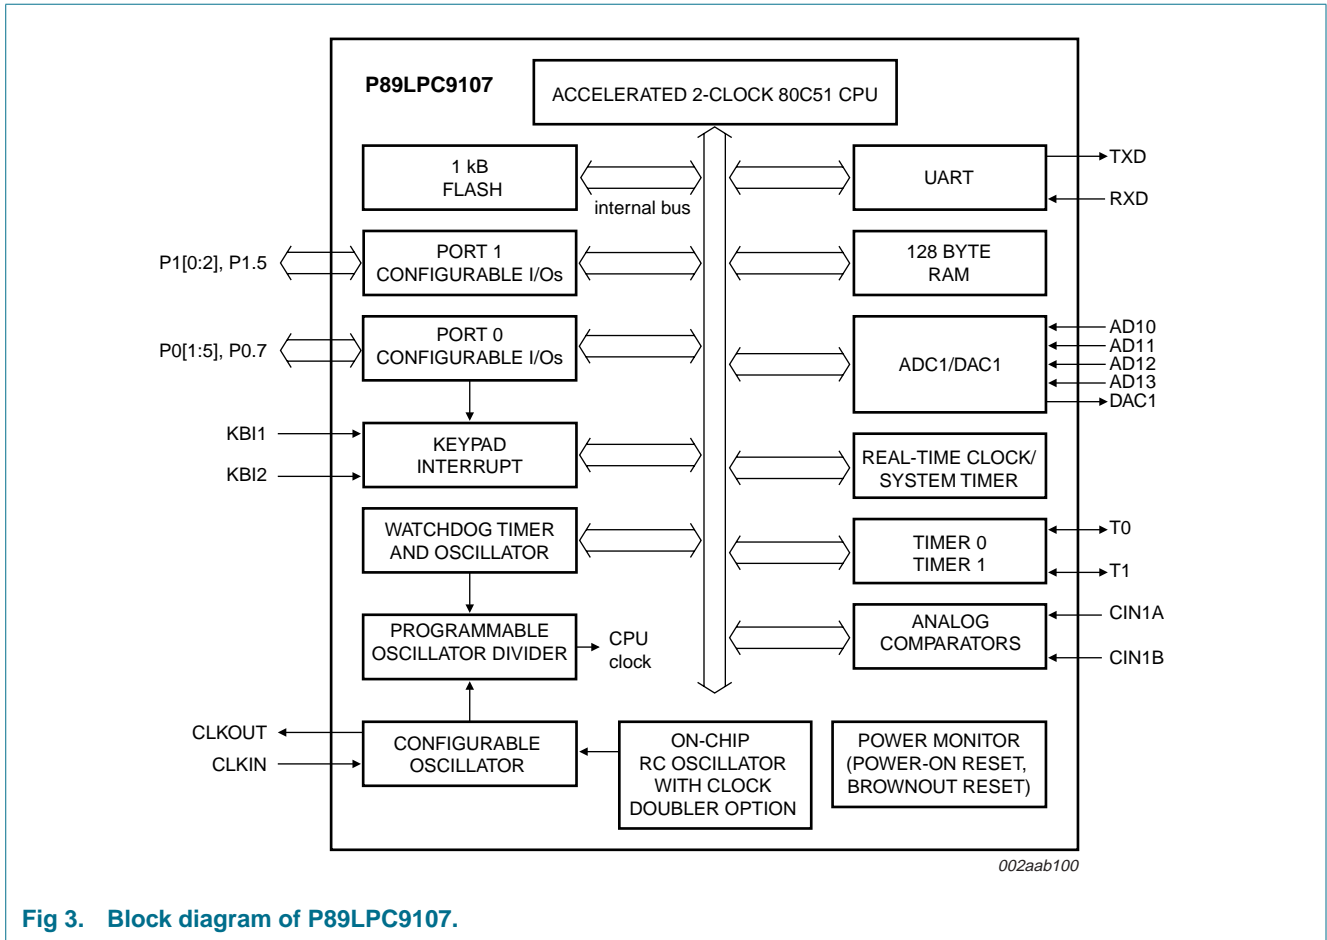 P89LPC9107
ACCELERATED 2-CLOCK 80C51 CPU
1 kB
FLASH
internal bus
UART
TXD
RXD
P1[0:2], P1.5
PORT 1
CONFIGURABLE I/Os
128 BYTE
RAM
P0[1:5], P0.7
PORT 0
CONFIGURABLE I/Os
ADC1/DAC1
AD10
AD11
AD12
AD13
DAC1
KBI1
KBI2
KEYPAD
INTERRUPT
REAL-TIME CLOCK/
SYSTEM TIMER
WATCHDOG TIMER
AND OSCILLATOR
TIMER 0
TIMER 1
T0
T1
PROGRAMMABLE
OSCILLATOR DIVIDER
CPU
clock
ANALOG
COMPARATORS
CIN1A
CIN1B
CLKOUT
CLKIN
CONFIGURABLE
OSCILLATOR
ON-CHIP
RC OSCILLATOR
WITH CLOCK
DOUBLER OPTION
POWER MONITOR
(POWER-ON RESET,
BROWNOUT RESET)
002aab100
Fig 3. Block diagram of P89LPC9107.